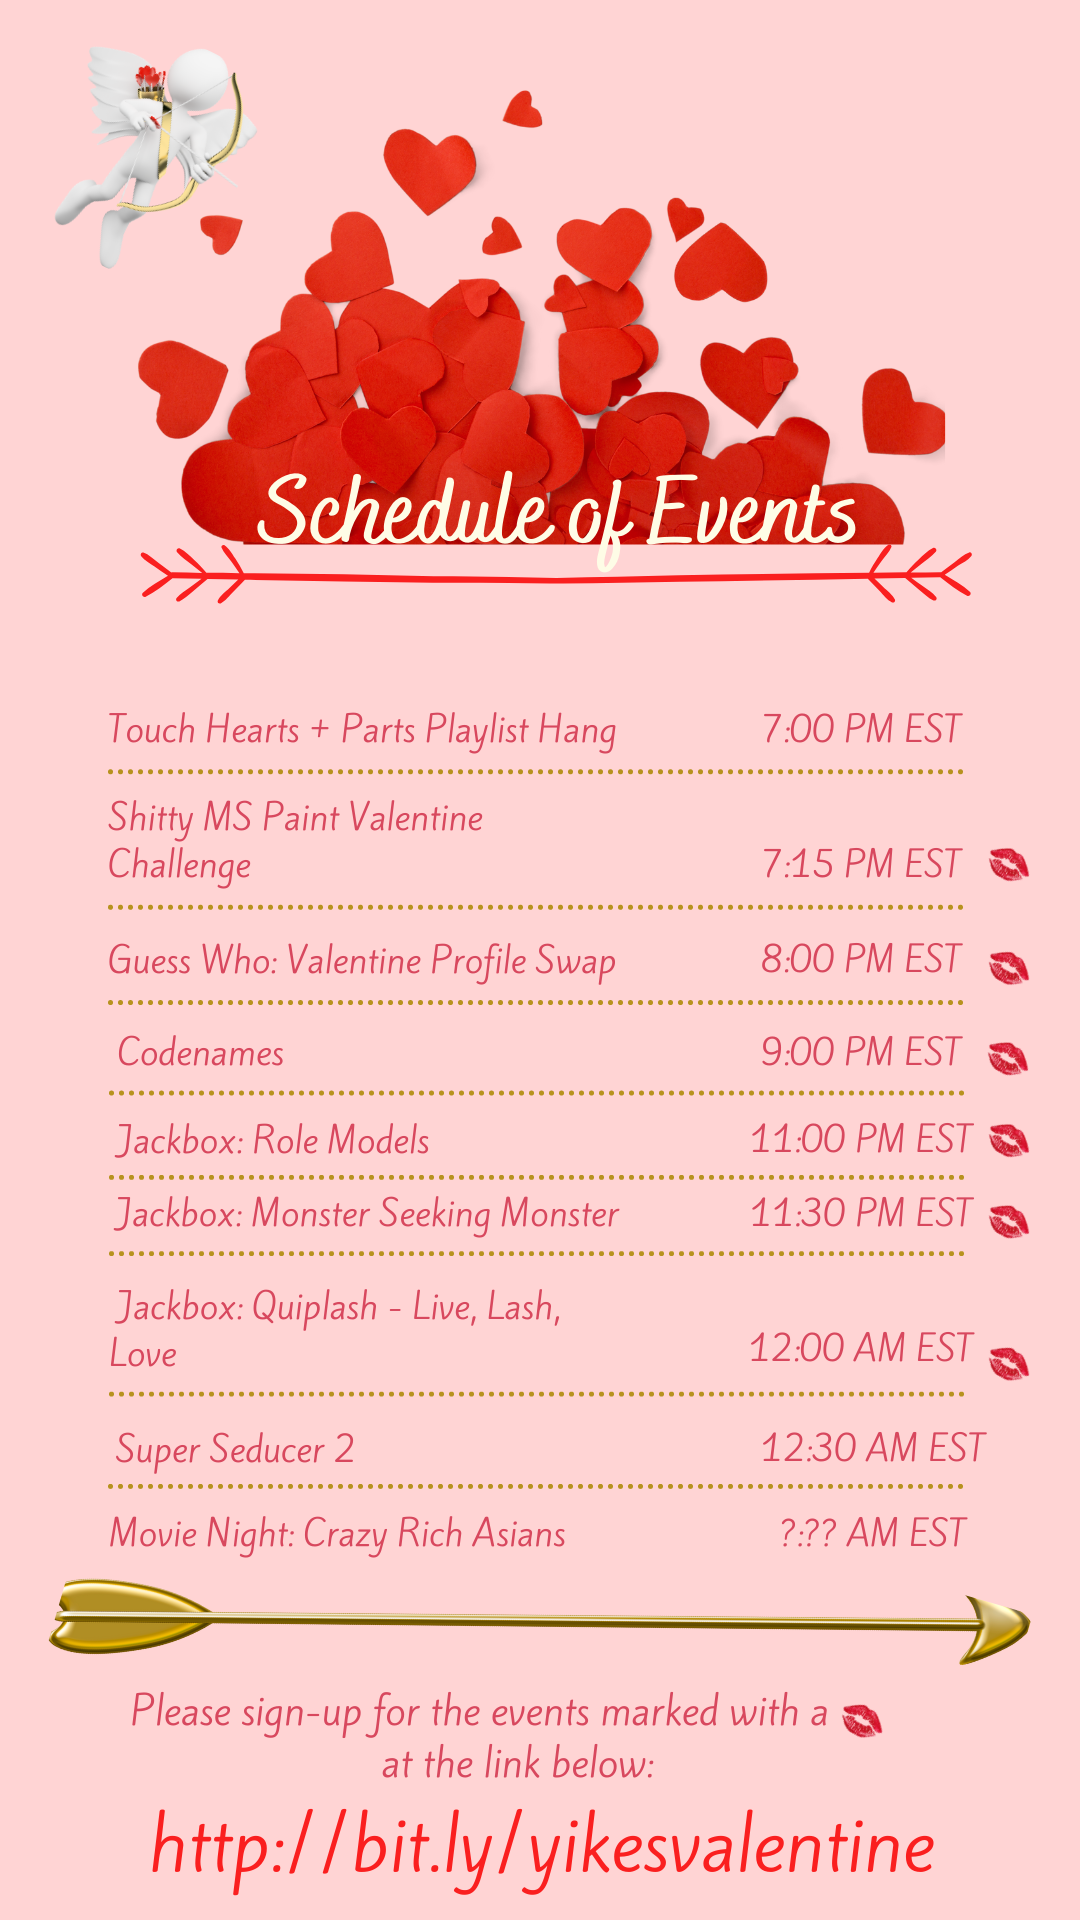 Schedule of Events
Touch Hearts + Parts Playlist Hang 7:00 PM EST
Shitty MS Paint Valentine
Challenge 7:15 PM EST
Guess Who: Valentine Profile Swap 8:00 PM EST
Codenames 9:00 PM EST
Jackbox: Role Models 11:00 PM EST
Jackbox: Monster Seeking Monster 11:30 PM EST
Jackbox: Quiplash - Live, Lash,
Love 12:00 AM EST
Super Seducer 2 12:30 AM EST
Movie Night: Crazy Rich Asians ?:?? AM EST
Please sign-up for the events marked with a
at the link below:
http://bit.ly/yikesvalentine